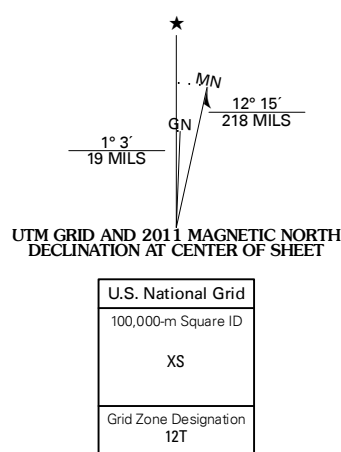 ★
MN
GN
12° 15´
218 MILS
1° 3´
19 MILS
UTM GRID AND 2011 MAGNETIC NORTH
DECLINATION AT CENTER OF SHEET
U.S. National Grid
100,000-m Square ID
XS
Grid Zone Designation
12T